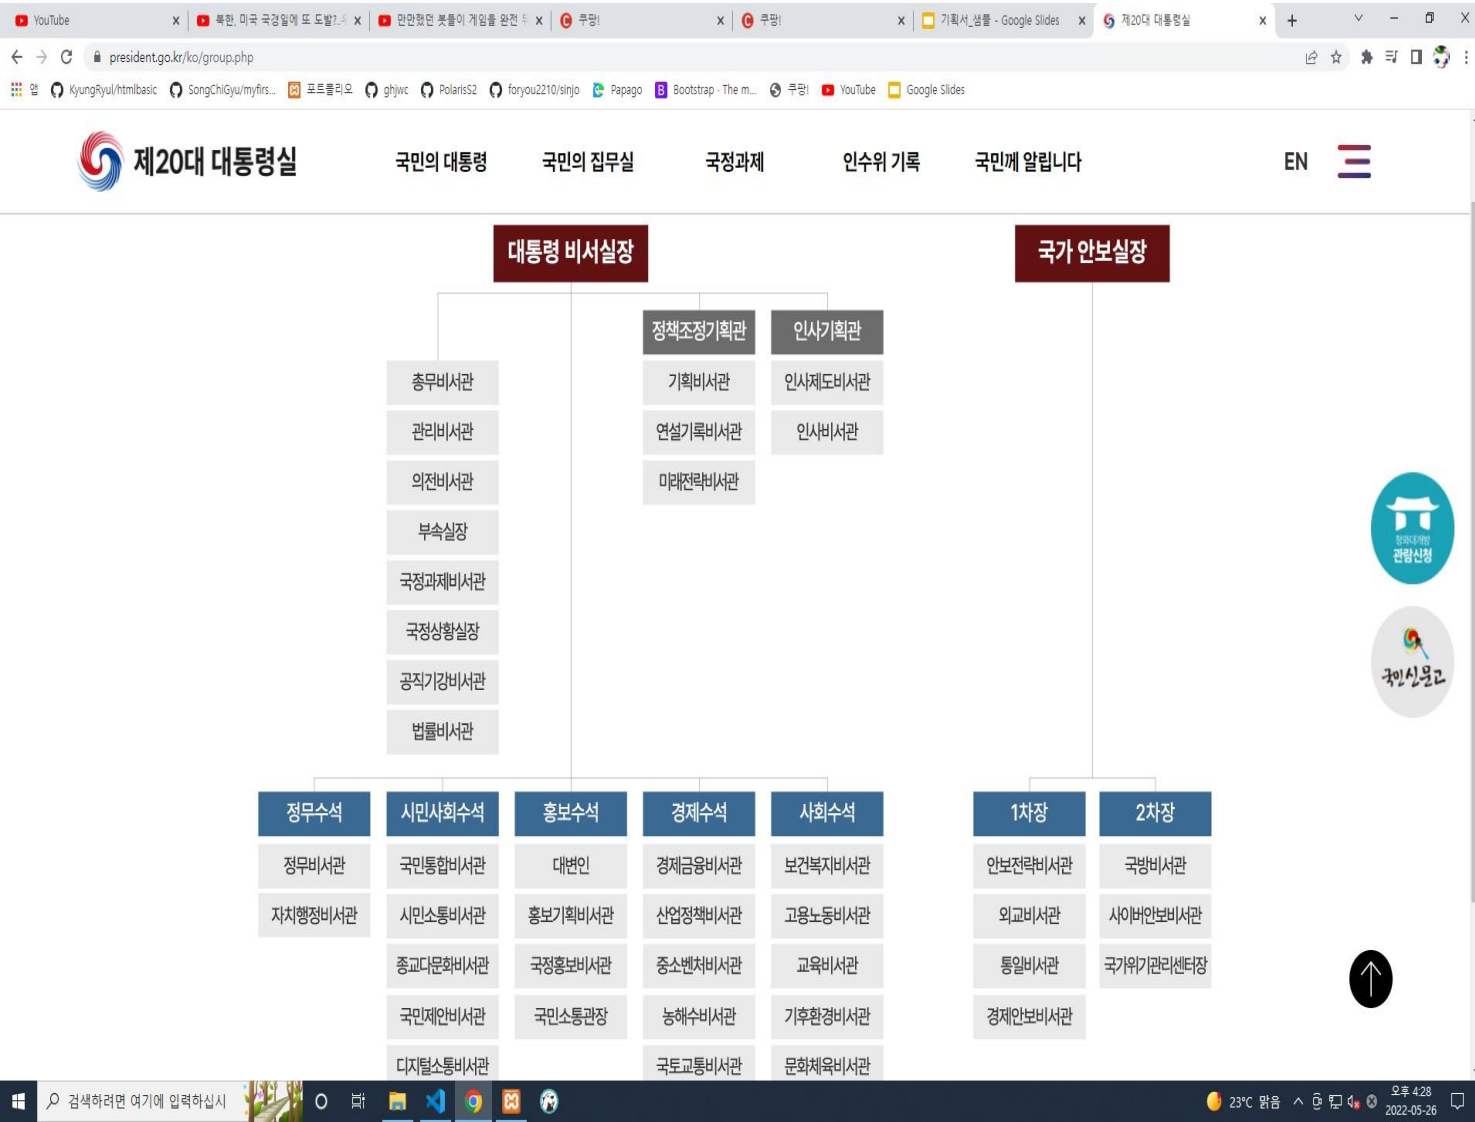 YouTube
북한, 미국 국경일에 또 도발?
만만했던 봇들이 게임을 완전
쿠팡!
쿠팡!
기획서_샘플 - Google Slides
제20대 대통령실
president.go.kr/ko/group.php
앱 KyungRyul/htmlbasic SongChiGyu/myfirs... 포트폴리오 ghjwc PolarisS2 foryou2210/sinjo Papago Bootstrap · The m... 쿠팡! YouTube Google Slides
제20대 대통령실 국민의 대통령 국민의 집무실 국정과제 인수위 기록 국민께 알립니다 EN
대통령 비서실장 국가 안보실장
정책조정기획관 인사기획관
총무비서관 기획비서관 인사제도비서관
관리비서관 연설기록비서관 인사비서관
의전비서관 미래전략비서관
부속실장
국정과제비서관
국정상황실장
공직기강비서관
법률비서관
청와대개방
관람신청
국민신문고
정무수석 시민사회수석 홍보수석 경제수석 사회수석 1차장 2차장
정무비서관 국민통합비서관 대변인 경제금융비서관 보건복지비서관 안보전략비서관 국방비서관
자치행정비서관 시민소통비서관 홍보기획비서관 산업정책비서관 고용노동비서관 외교비서관 사이버안보비서관
종교다문화비서관 국정홍보비서관 중소벤처비서관 교육비서관 통일비서관 국가위기관리센터장
국민제안비서관 국민소통관장 농해수비서관 기후환경비서관 경제안보비서관
디지털소통비서관 국토교통비서관 문화체육비서관
검색하려면 여기에 입력하십시
23°C 맑음
오후 4:28
2022-05-26